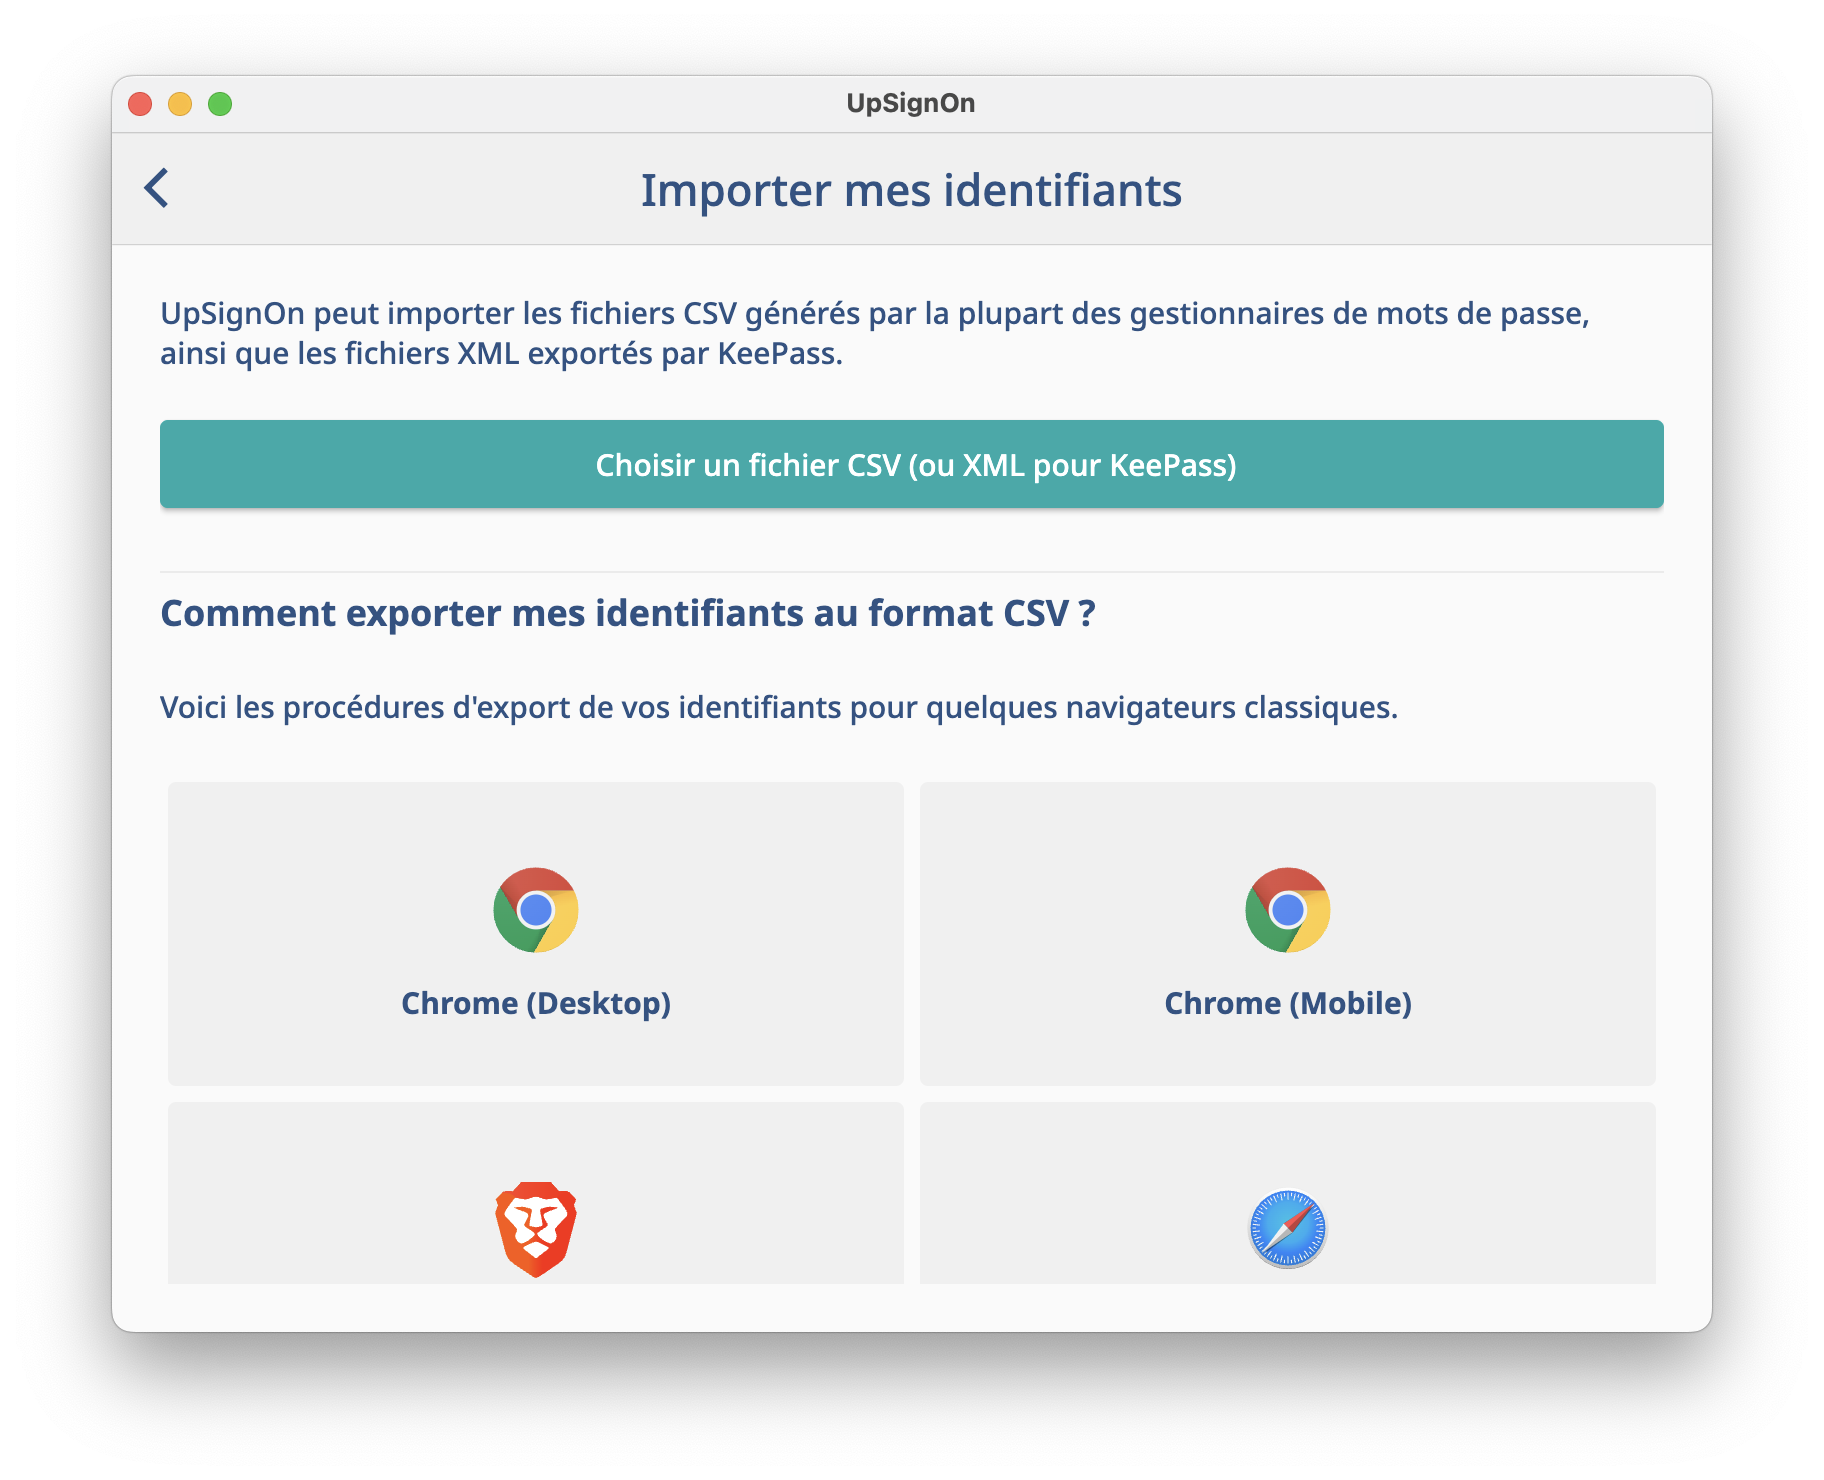 UpSignOn
Importer mes identifiants
UpSignOn peut importer les fichiers CSV générés par la plupart des gestionnaires de mots de passe,
ainsi que les fichiers XML exportés par KeePass.
Choisir un fichier CSV (ou XML pour KeePass)
Comment exporter mes identifiants au format CSV ?
Voici les procédures d'export de vos identifiants pour quelques navigateurs classiques.
Chrome (Desktop)
Chrome (Mobile)